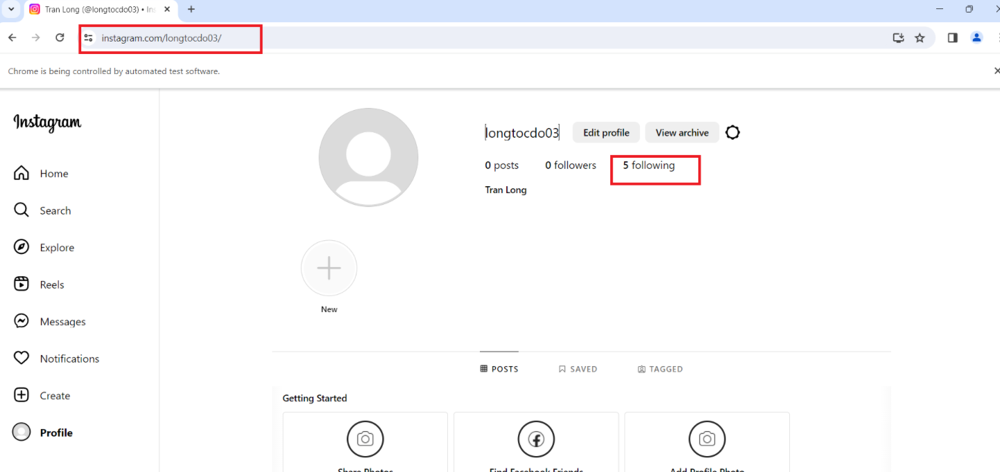 Tran Long (@longtocdo03) • Ins
instagram.com/longtocdo03/
Chrome is being controlled by automated test software.
Instagram
longtocdo03
Edit profile
View archive
0 posts
0 followers
5 following
Tran Long
Home
Search
Explore
Reels
Messages
Notifications
Create
Profile
New
POSTS
SAVED
TAGGED
Getting Started
Share Photos
Find Facebook Friends
Add Profile Photo